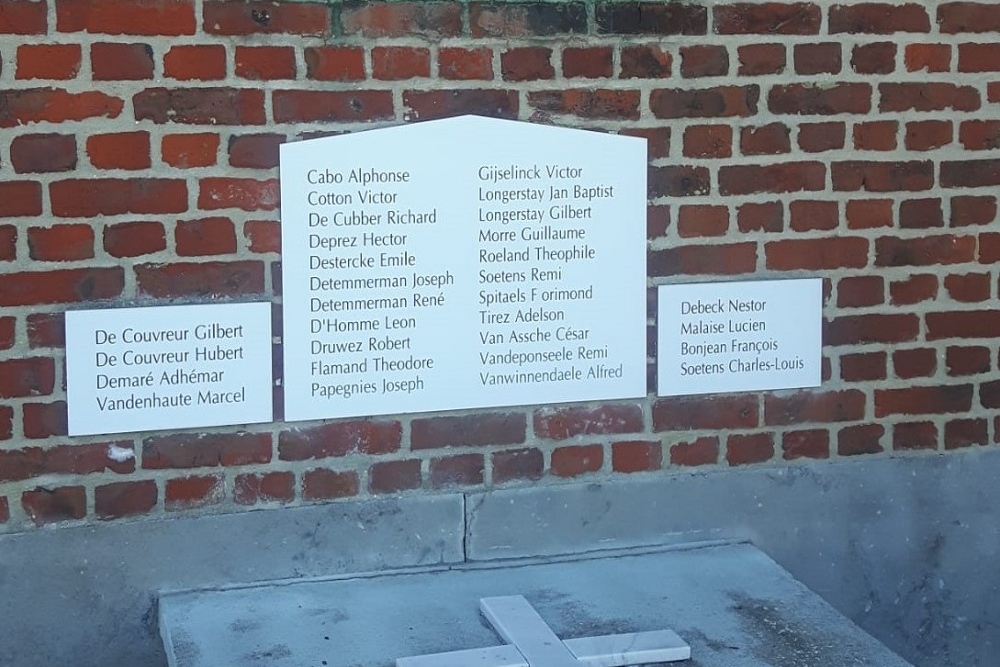 De Couvreur Gilbert
De Couvreur Hubert
Demaré Adhémar
Vandenhaute Marcel
Cabo Alphonse
Cotton Victor
De Cubber Richard
Deprez Hector
Destercke Emile
Detemmerman Joseph
Detemmerman René
D'Homme Leon
Druwez Robert
Flamand Theodore
Papegnies Joseph
Gijselinck Victor
Longerstay Jan Baptist
Longerstay Gilbert
Morre Guillaume
Roeland Theophile
Soetens Remi
Spitaels F orimond
Tirez Adelson
Van Assche César
Vandeponseele Remi
Vanwinnendaele Alfred
Debeck Nestor
Malaise Lucien
Bonjean François
Soetens Charles-Louis